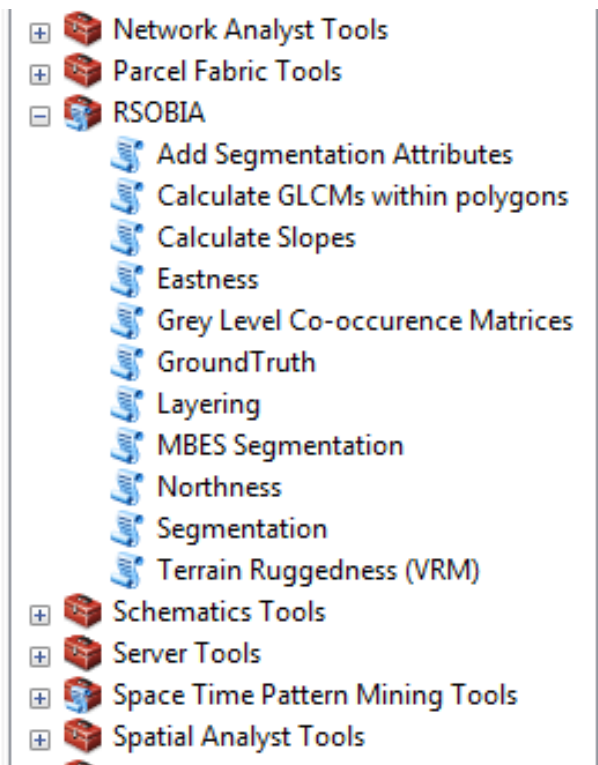 Network Analyst Tools
Parcel Fabric Tools
RSOBIA
Add Segmentation Attributes
Calculate GLCMs within polygons
Calculate Slopes
Eastness
Grey Level Co-occurence Matrices
GroundTruth
Layering
MBES Segmentation
Northness
Segmentation
Terrain Ruggedness (VRM)
Schematics Tools
Server Tools
Space Time Pattern Mining Tools
Spatial Analyst Tools